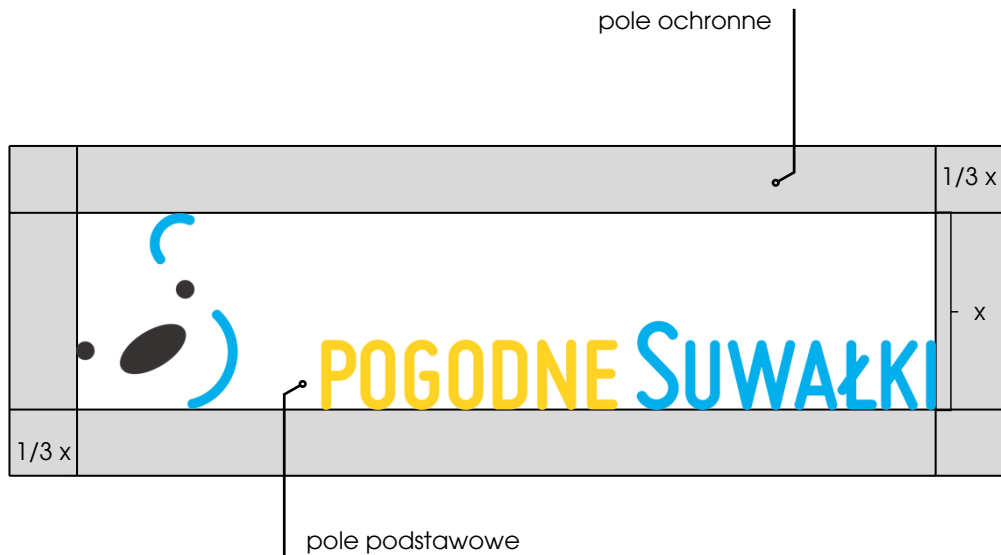 pole ochronne
1/3 x
x
POGODNE SUWAŁKI
1/3 x
pole podstawowe